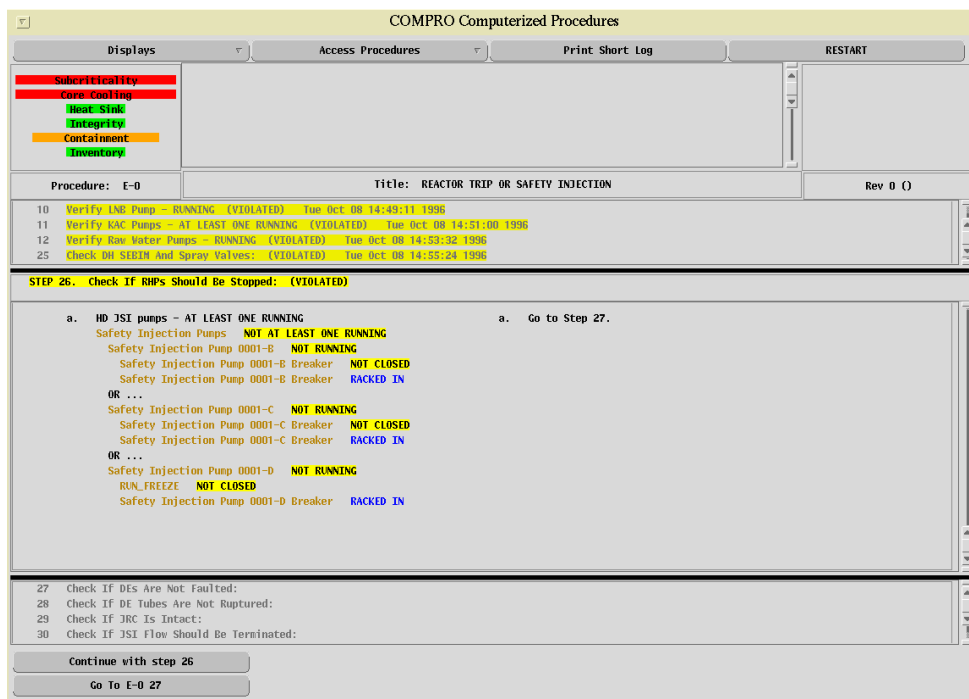 COMPRO Computerized Procedures
Displays Access Procedures Print Short Log RESTART
Subcriticality
Core Cooling
Heat Sink
Integrity
Containment
Inventory
Procedure: E-0 Title: REACTOR TRIP OR SAFETY INJECTION Rev 0 ()
10 Verify LNB Pump - RUNNING (VIOLATED) Tue Oct 08 14:49:11 1996
11 Verify KAC Pumps - AT LEAST ONE RUNNING (VIOLATED) Tue Oct 08 14:51:00 1996
12 Verify Raw Water Pumps - RUNNING (VIOLATED) Tue Oct 08 14:53:32 1996
25 Check DH SEBIM And Spray Valves: (VIOLATED) Tue Oct 08 14:55:24 1996
STEP 26. Check If RHPs Should Be Stopped: (VIOLATED)
a. HD JSI pumps - AT LEAST ONE RUNNING a. Go to Step 27.
Safety Injection Pumps NOT AT LEAST ONE RUNNING
Safety Injection Pump 0001-B NOT RUNNING
Safety Injection Pump 0001-B Breaker NOT CLOSED
Safety Injection Pump 0001-B Breaker RACKED IN
OR ...
Safety Injection Pump 0001-C NOT RUNNING
Safety Injection Pump 0001-C Breaker NOT CLOSED
Safety Injection Pump 0001-C Breaker RACKED IN
OR ...
Safety Injection Pump 0001-D NOT RUNNING
RUN_FREEZE NOT CLOSED
Safety Injection Pump 0001-D Breaker RACKED IN
27 Check If DEs Are Not Faulted:
28 Check If DE Tubes Are Not Ruptured:
29 Check If JRC Is Intact:
30 Check If JSI Flow Should Be Terminated:
Continue with step 26
Go To E-0 27